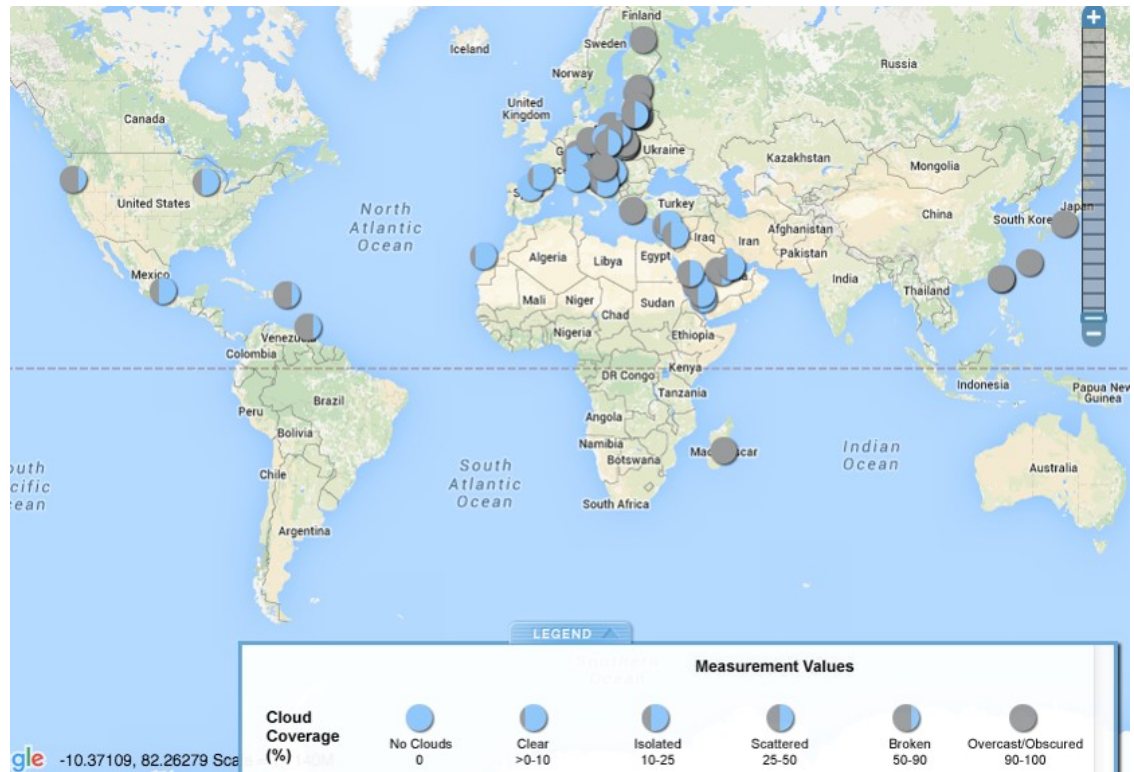 Finland
Iceland
Sweden
Russia
Norway
Canada
United
Kingdom
Ukraine
Kazakhstan
Mongolia
United States
North
Atlantic
Ocean
Turkey
China
South Kore
Japan
Iraq
Iran
Afghanistan
Pakistan
Algeria
Libya
Egypt
Mexico
India
Thailand
Mali
Niger
Sudan
Chad
Nigeria
Ethiopia
Venezu
Colombia
DR Congo
Kenya
Tanzania
Indonesia
Papua New
Guinea
Peru
Brazil
Angola
Bolivia
Namibia
Botswana
Mad
scar
Indian
Ocean
Australia
outh
cific
ean
South
Atlantic
Ocean
Chile
South Africa
Argentina
LEGEND
Measurement Values
Cloud
Coverage
(%)
No Clouds
0
Clear
>0-10
Isolated
10-25
Scattered
25-50
Broken
50-90
Overcast/Obscured
90-100
gle
-10.37109, 82.26279 Sca